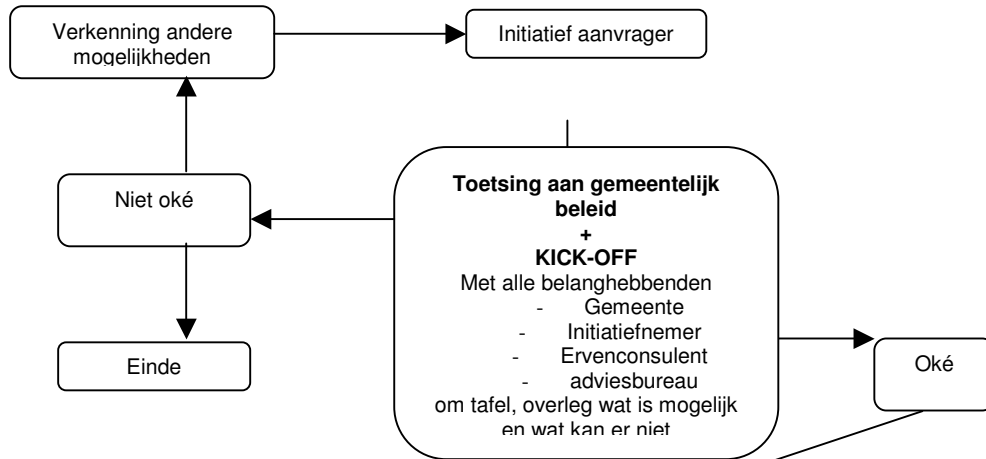 Verkenning andere
mogelijkheden
Initiatief aanvrager
Niet oké
Toetsing aan gemeentelijk
beleid
+
KICK-OFF
Met alle belanghebbenden
- Gemeente
- Initiatiefnemer
- Ervenconsulent
- adviesbureau
om tafel, overleg wat is mogelijk
en wat kan er niet
Einde
Oké